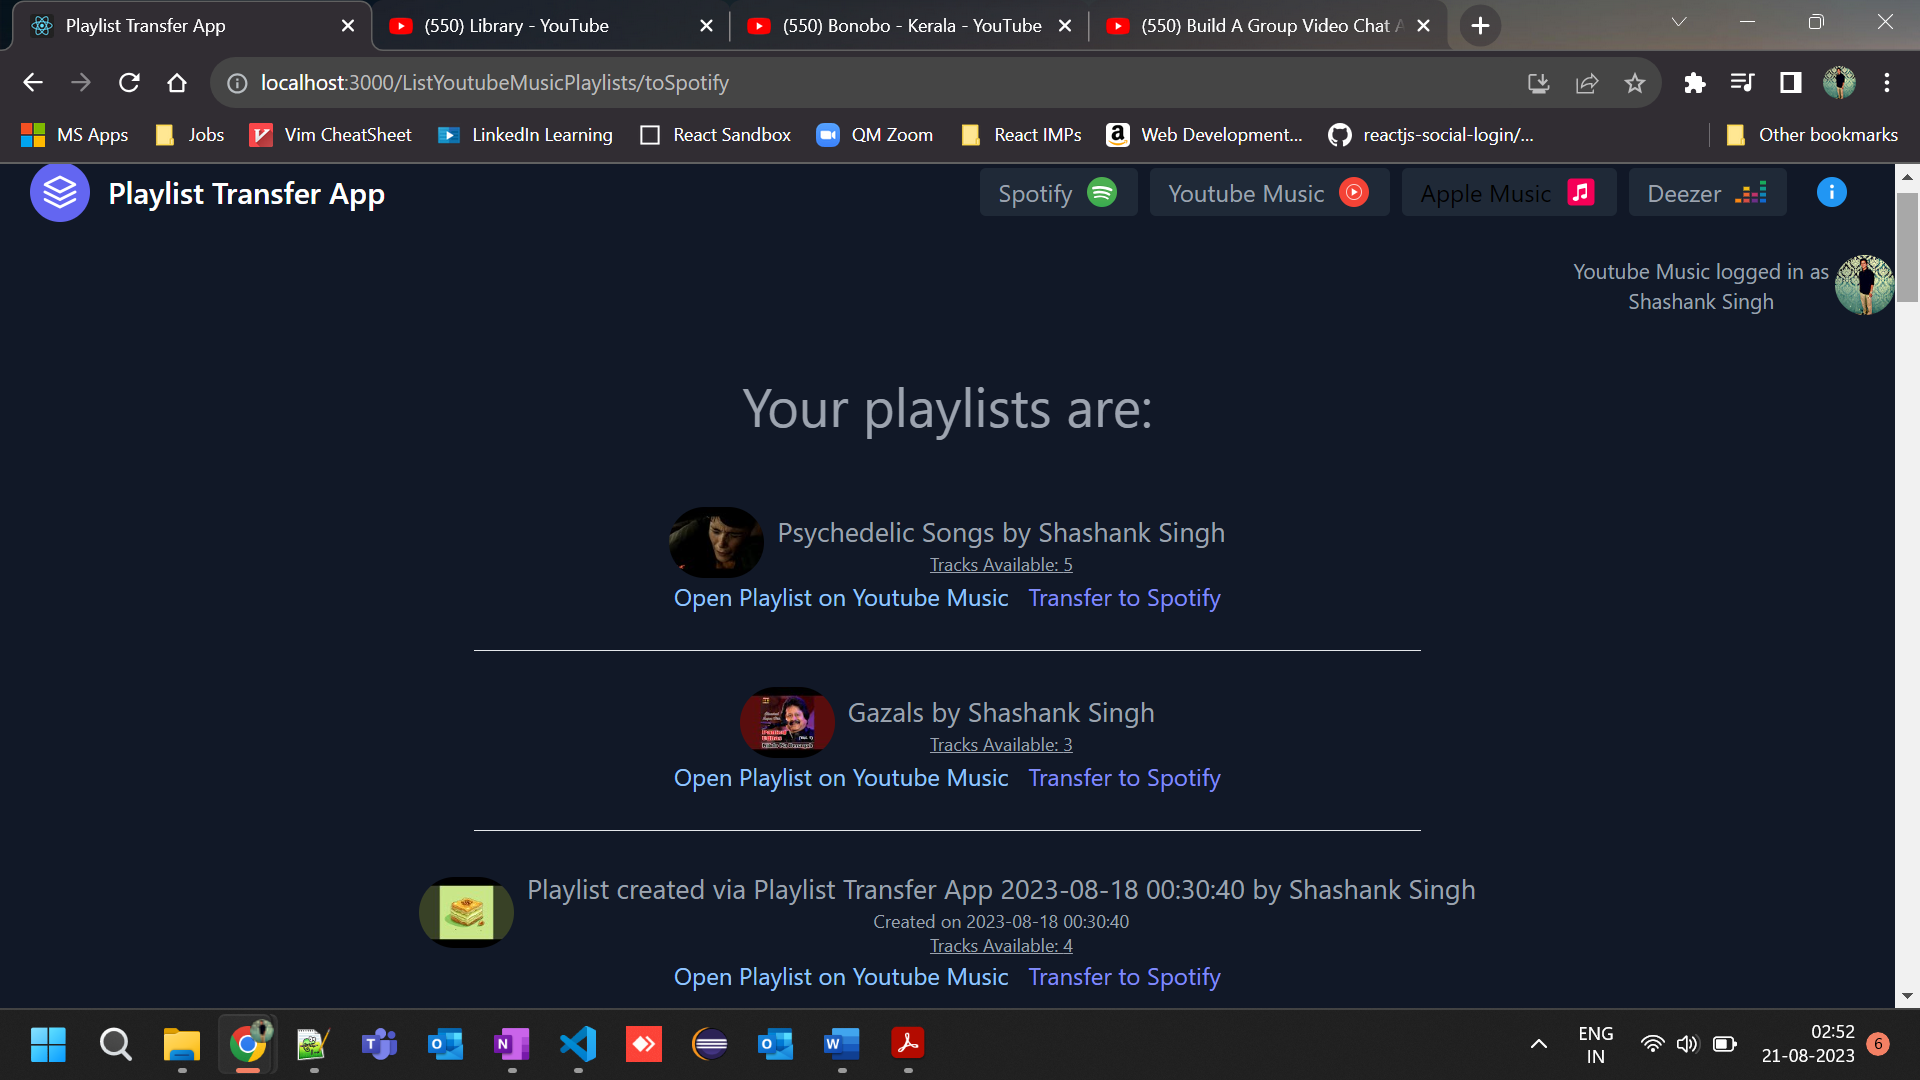 Playlist Transfer App
(550) Library - YouTube
(550) Bonobo - Kerala - YouTube
(550) Build A Group Video Chat A
localhost:3000/ListYoutubeMusicPlaylists/toSpotify
MS Apps
Jobs
Vim CheatSheet
LinkedIn Learning
React Sandbox
QM Zoom
React IMPs
Web Development...
reactjs-social-login/...
Other bookmarks
Playlist Transfer App
Spotify
Youtube Music
Apple Music
Deezer
Youtube Music logged in as
Shashank Singh
Your playlists are:
Psychedelic Songs by Shashank Singh
Tracks Available: 5
Open Playlist on Youtube Music Transfer to Spotify
Gazals by Shashank Singh
Tracks Available: 3
Open Playlist on Youtube Music Transfer to Spotify
Playlist created via Playlist Transfer App 2023-08-18 00:30:40 by Shashank Singh
Created on 2023-08-18 00:30:40
Tracks Available: 4
Open Playlist on Youtube Music Transfer to Spotify
ENG
IN
02:52
21-08-2023
6